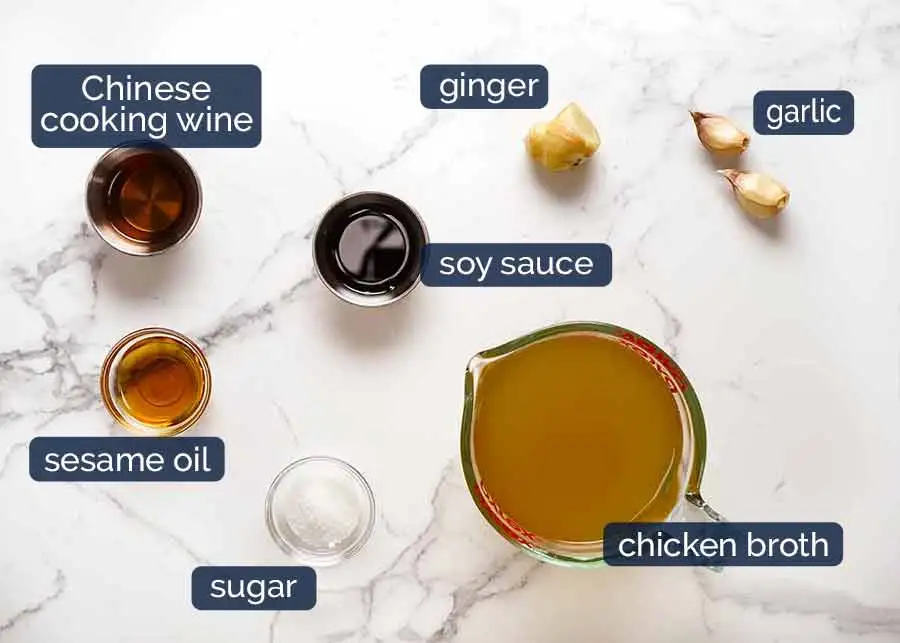 Chinese
cooking wine
ginger
garlic
soy sauce
sesame oil
sugar
chicken broth